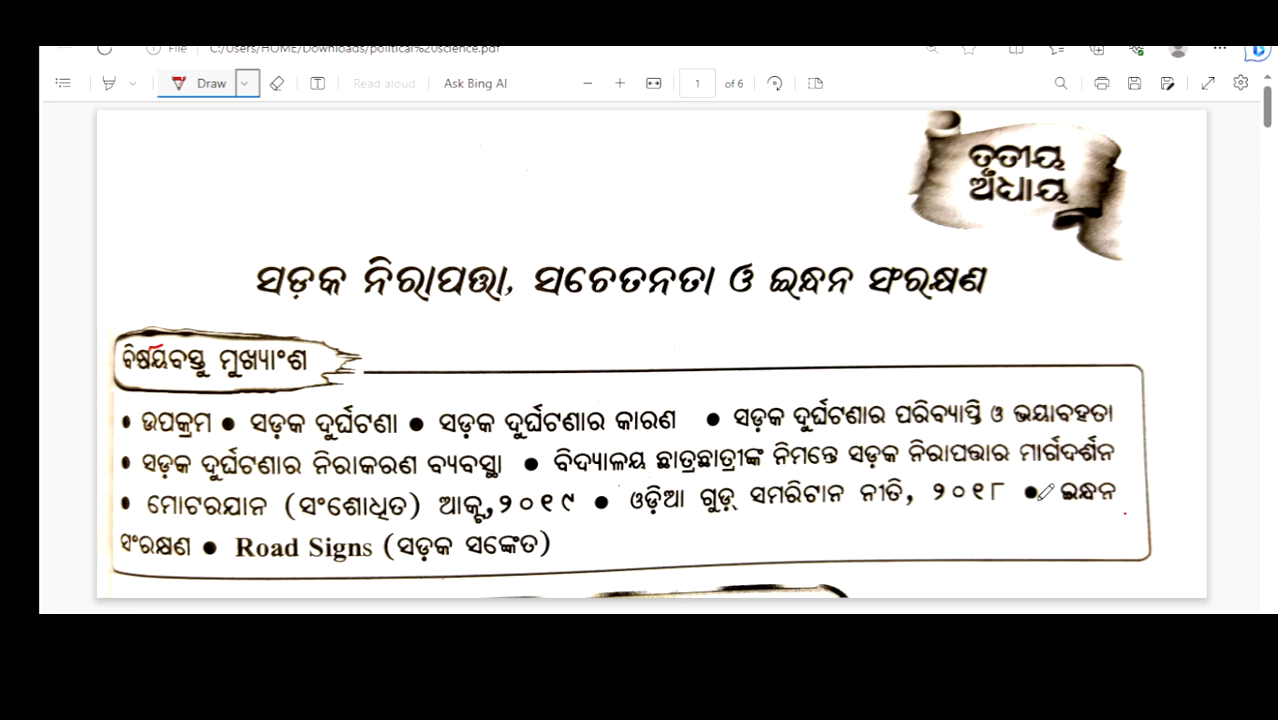 File C:/Users/HOME/Downloads/political%20science.pdf
Draw Read aloud Ask Bing AI 1 of 6
ତୃତୀୟ
ଅଧ୍ୟାୟ
ସଡ଼କ ନିରାପତ୍ତା, ସଚେତନତା ଓ ଇନ୍ଧନ ସଂରକ୍ଷଣ
ବିଷୟବସ୍ତୁ ମୁଖ୍ୟାଂଶ
• ଉପକ୍ରମ ● ସଡ଼କ ଦୁର୍ଘଟଣା ● ସଡ଼କ ଦୁର୍ଘଟଣାର କାରଣ ● ସଡ଼କ ଦୁର୍ଘଟଣାର ପରିବ୍ୟାପ୍ତି ଓ ଭୟାବହତା
• ସଡ଼କ ଦୁର୍ଘଟଣାର ନିରାକରଣ ବ୍ୟବସ୍ଥା ● ବିଦ୍ୟାଳୟ ଛାତ୍ରଛାତ୍ରୀଙ୍କ ନିମନ୍ତେ ସଡ଼କ ନିରାପତ୍ତାର ମାର୍ଗଦର୍ଶନ
• ମୋଟରଯାନ (ସଂଶୋଧିତ) ଆକ୍ଟ,୨୦୧୯ ● ଓଡ଼ିଆ ଗୁଡ଼୍ ସମରିଟାନ ନୀତି, ୨୦୧୮ ● ଇନ୍ଧନ
ସଂରକ୍ଷଣ ● Road Signs (ସଡ଼କ ସଙ୍କେତ)